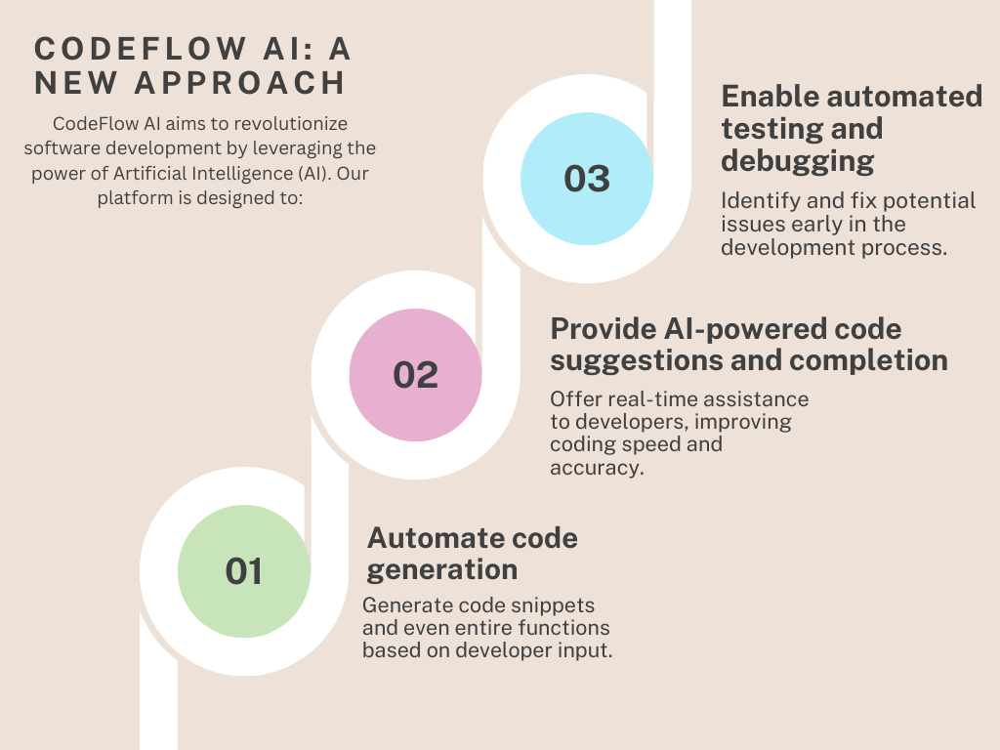 CODEFLOW AI: A
NEW APPROACH
CodeFlow AI aims to revolutionize
software development by leveraging the
power of Artificial Intelligence (AI). Our
platform is designed to:
03
Enable automated
testing and
debugging
Identify and fix potential
issues early in the
development process.
02
Provide AI-powered code
suggestions and completion
Offer real-time assistance
to developers, improving
coding speed and
accuracy.
01
Automate code
generation
Generate code snippets
and even entire functions
based on developer input.